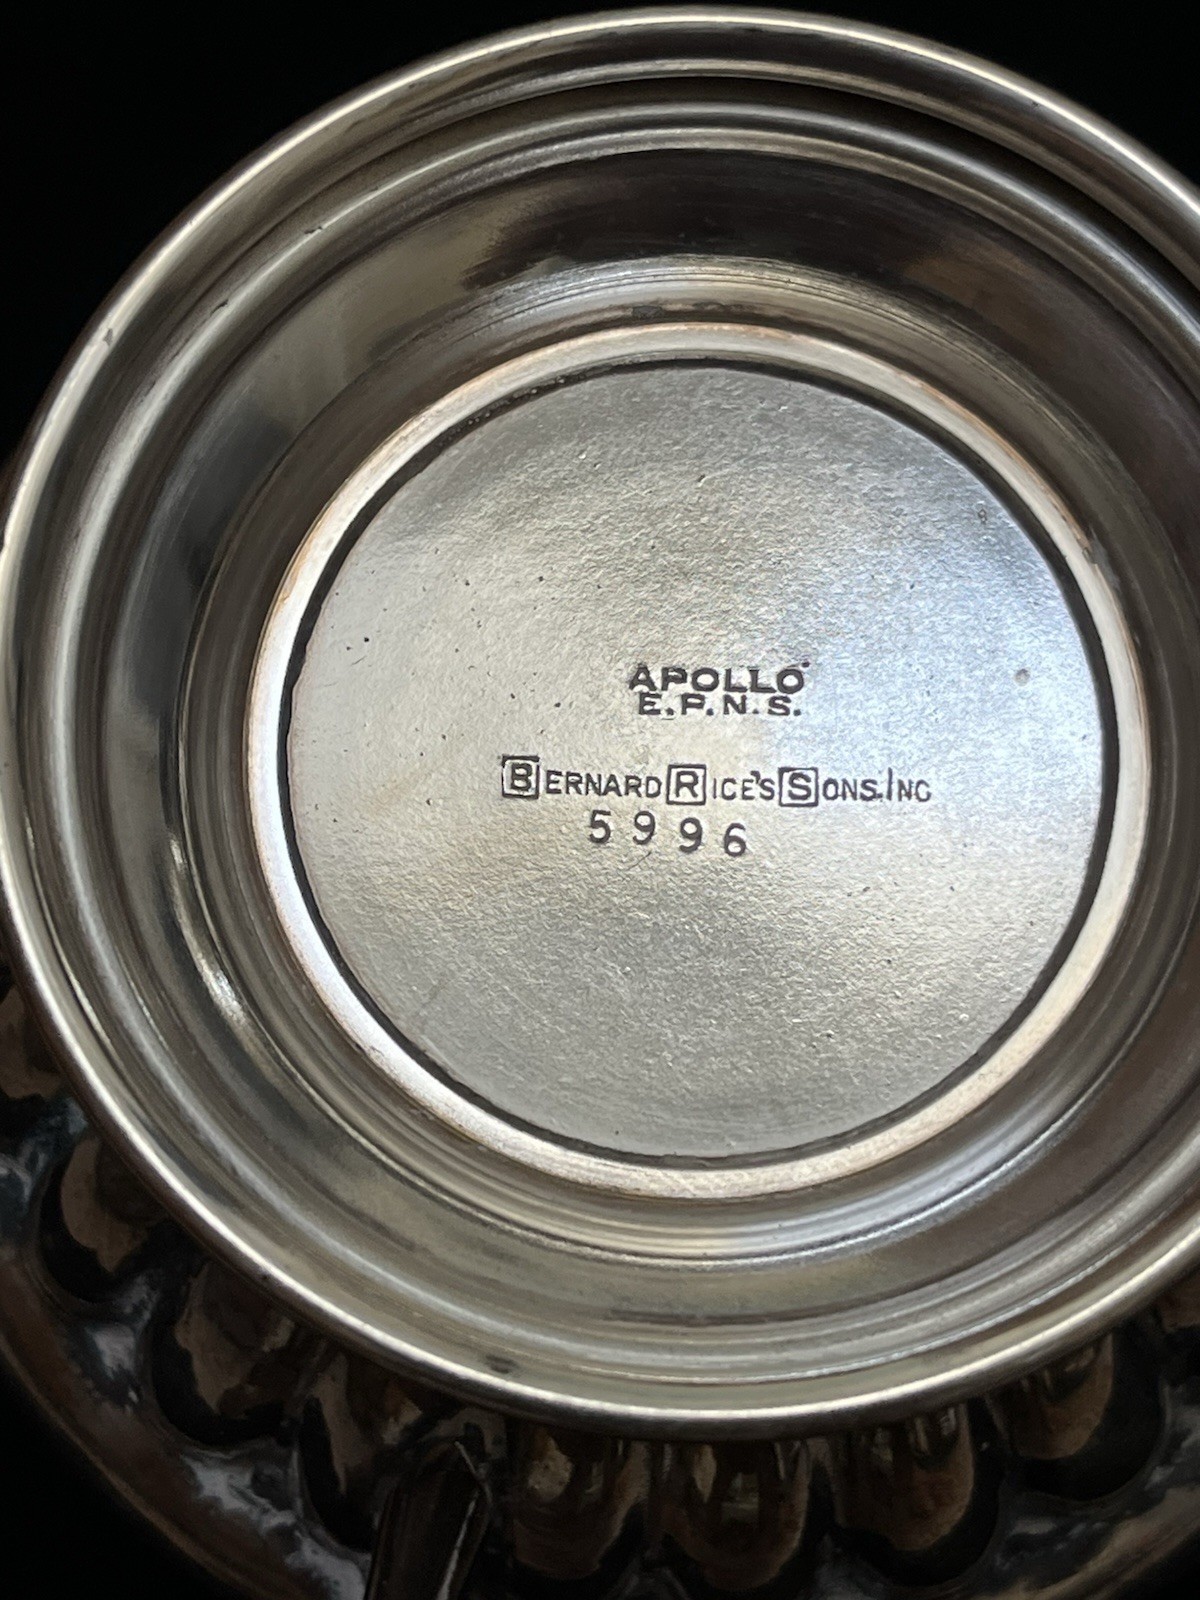 APOLLO
E.P.N.S.
BERNARD RICE'S SONS.INC
5996